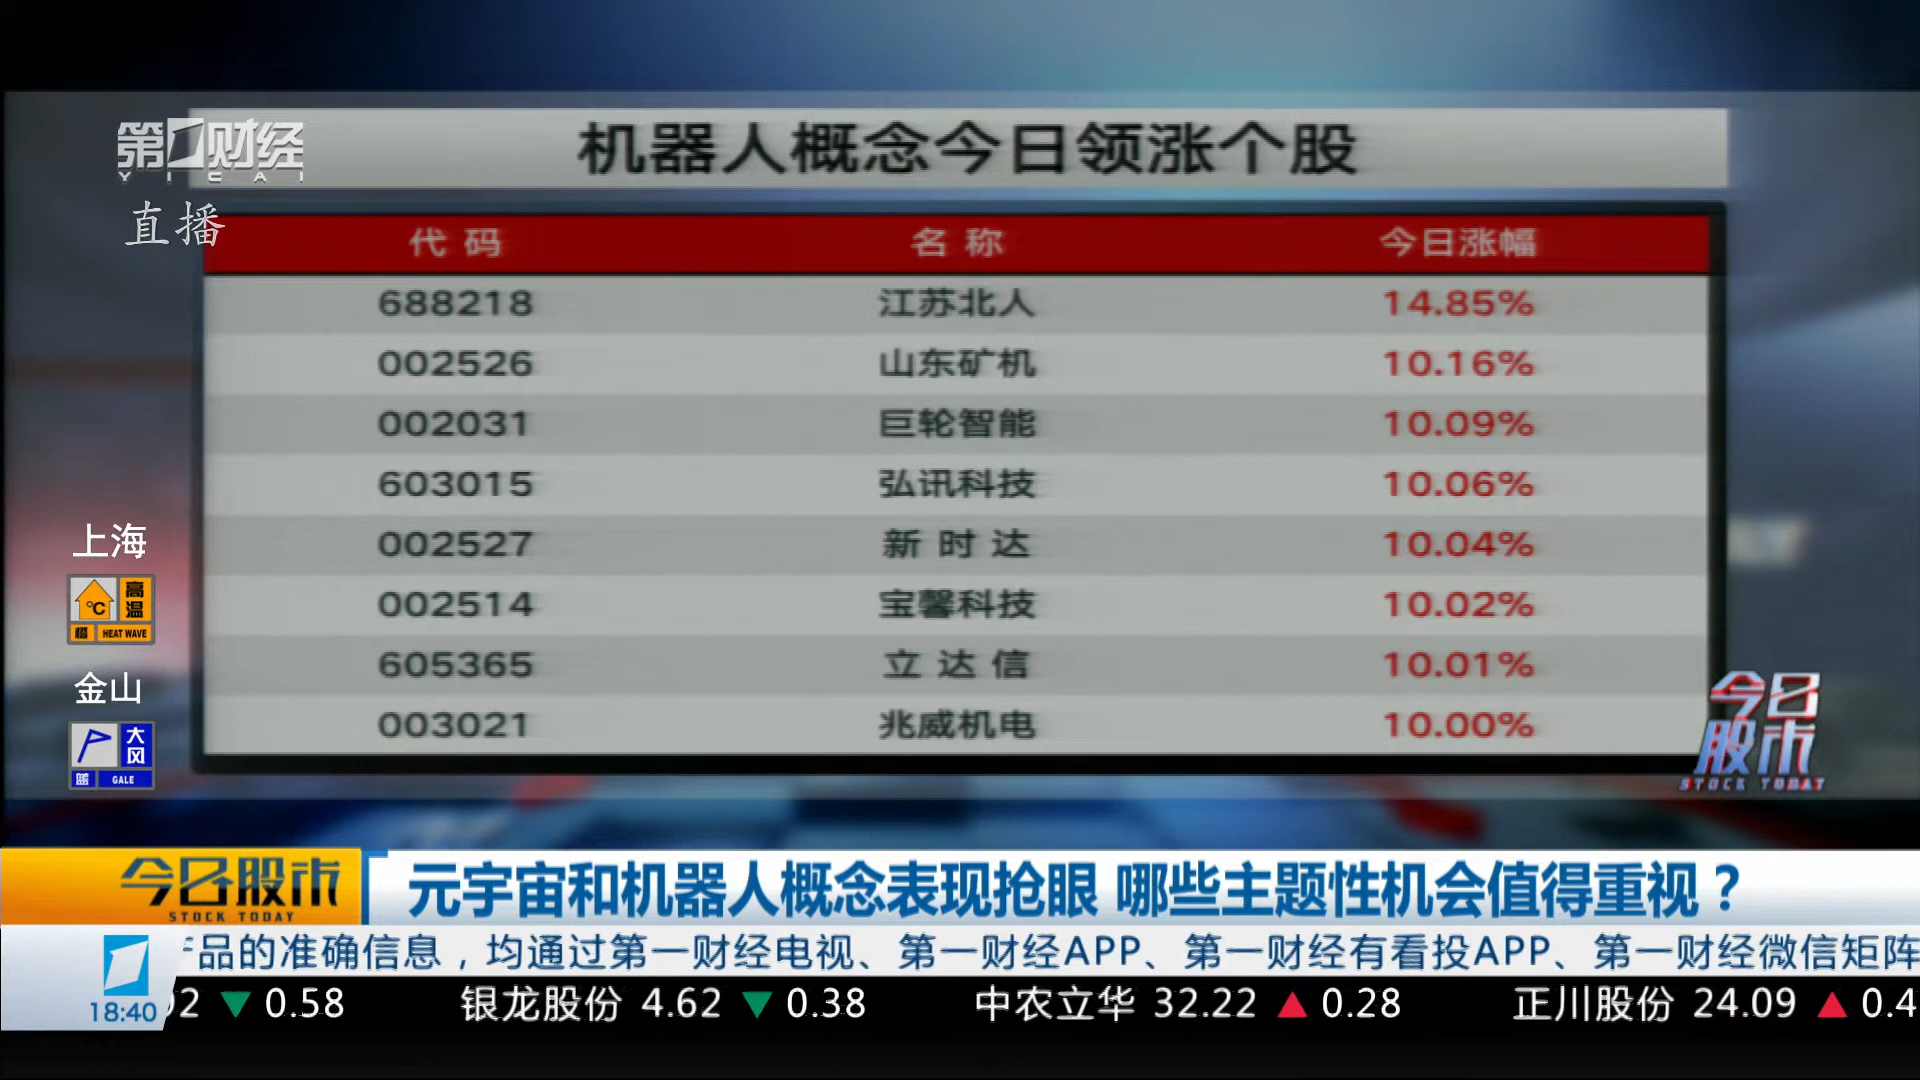 第一财经
YICAI
直播
机器人概念今日领涨个股
代码 名称 今日涨幅
688218 江苏北人 14.85%
002526 山东矿机 10.16%
002031 巨轮智能 10.09%
603015 弘讯科技 10.06%
002527 新时达 10.04%
002514 宝馨科技 10.02%
605365 立达信 10.01%
003021 兆威机电 10.00%
上海
℃ 高温
橙 HEAT WAVE
金山
大风
蓝 GALE
今日股市
STOCK TODAY
今日股市
STOCK TODAY
元宇宙和机器人概念表现抢眼 哪些主题性机会值得重视？
品的准确信息，均通过第一财经电视、第一财经APP、第一财经有看投APP、第一财经微信矩阵
18:40
92 ▼ 0.58 银龙股份 4.62 ▼ 0.38 中农立华 32.22 ▲ 0.28 正川股份 24.09 ▲ 0.4